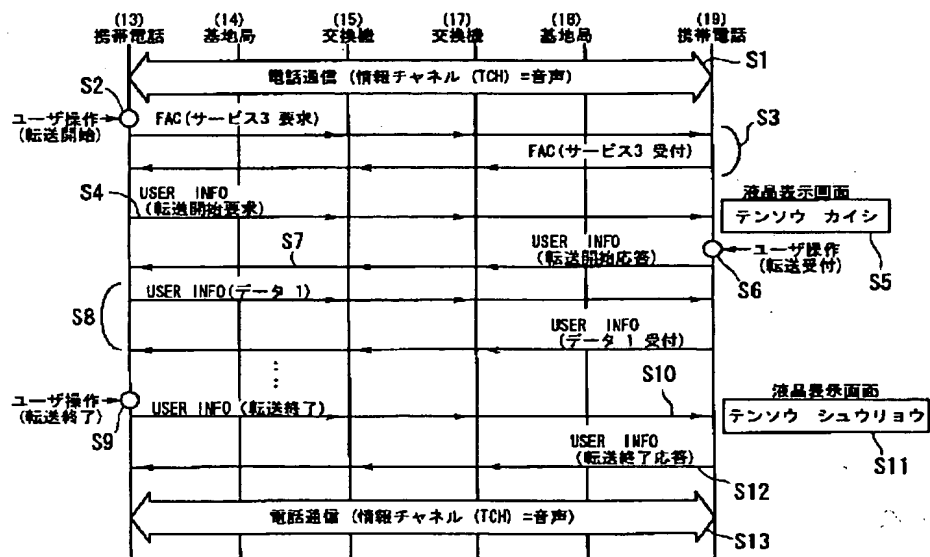 (13) (14) (15) (17) (18) (19)
携帯電話 基地局 交換機 交換機 基地局 携帯電話
電話通信 (情報チャネル (TCH) =音声)
S1
S2
ユーザ操作
(転送開始)
FAC(サービス3 要求)
S3
FAC(サービス3 受付)
S4
USER INFO
(転送開始要求)
液晶表示画面
テンソウ カイシ
S5
S7
USER INFO
(転送開始応答)
ユーザ操作
(転送受付)
S6
S8
USER INFO(データ 1)
USER INFO
(データ 1 受付)
ユーザ操作
(転送終了)
S9
USER INFO (転送終了)
S10
液晶表示画面
テンソウ シュウリョウ
S11
USER INFO
(転送終了応答)
S12
電話通信 (情報チャネル (TCH) =音声)
S13